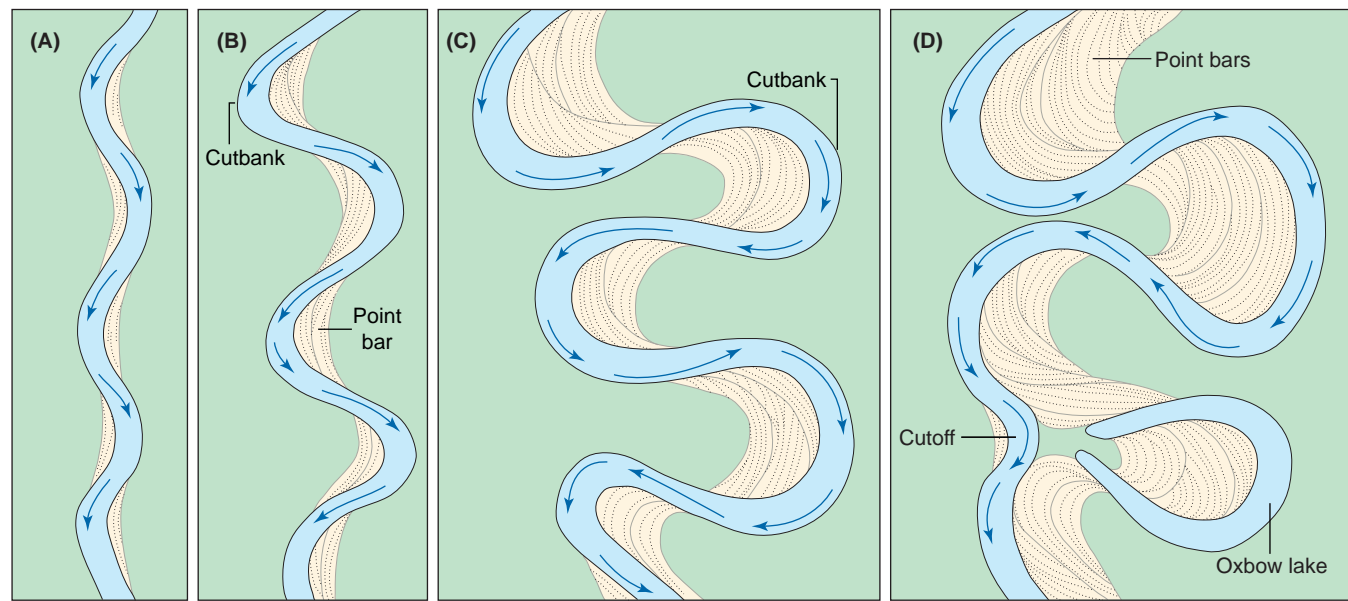 (A)
(B)
Cutbank
Point
bar
(C)
Cutbank
(D)
Point bars
Cutoff
Oxbow lake